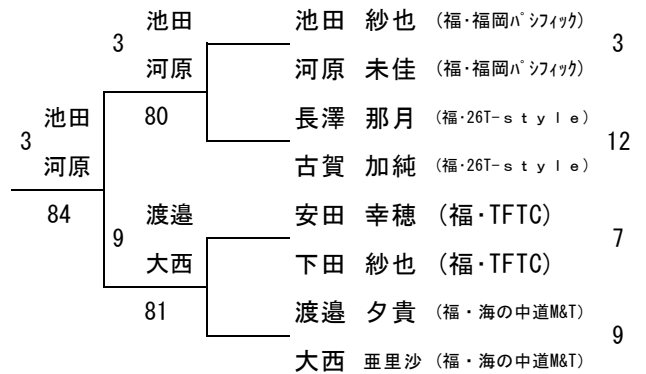 池田 池田 紗也 (福・福岡ﾊﾟｼﾌｨｯｸ)
3 3
河原 河原 未佳 (福・福岡ﾊﾟｼﾌｨｯｸ)
池田 80 長澤 那月 (福・26T-ｓｔｙｌｅ)
3 12
河原 古賀 加純 (福・26T-ｓｔｙｌｅ)
84 渡邉 安田 幸穂 (福・TFTC)
9 7
大西 下田 紗也 (福・TFTC)
81 渡邉 夕貴 (福・海の中道M&T)
9
大西 亜里沙 (福・海の中道M&T)